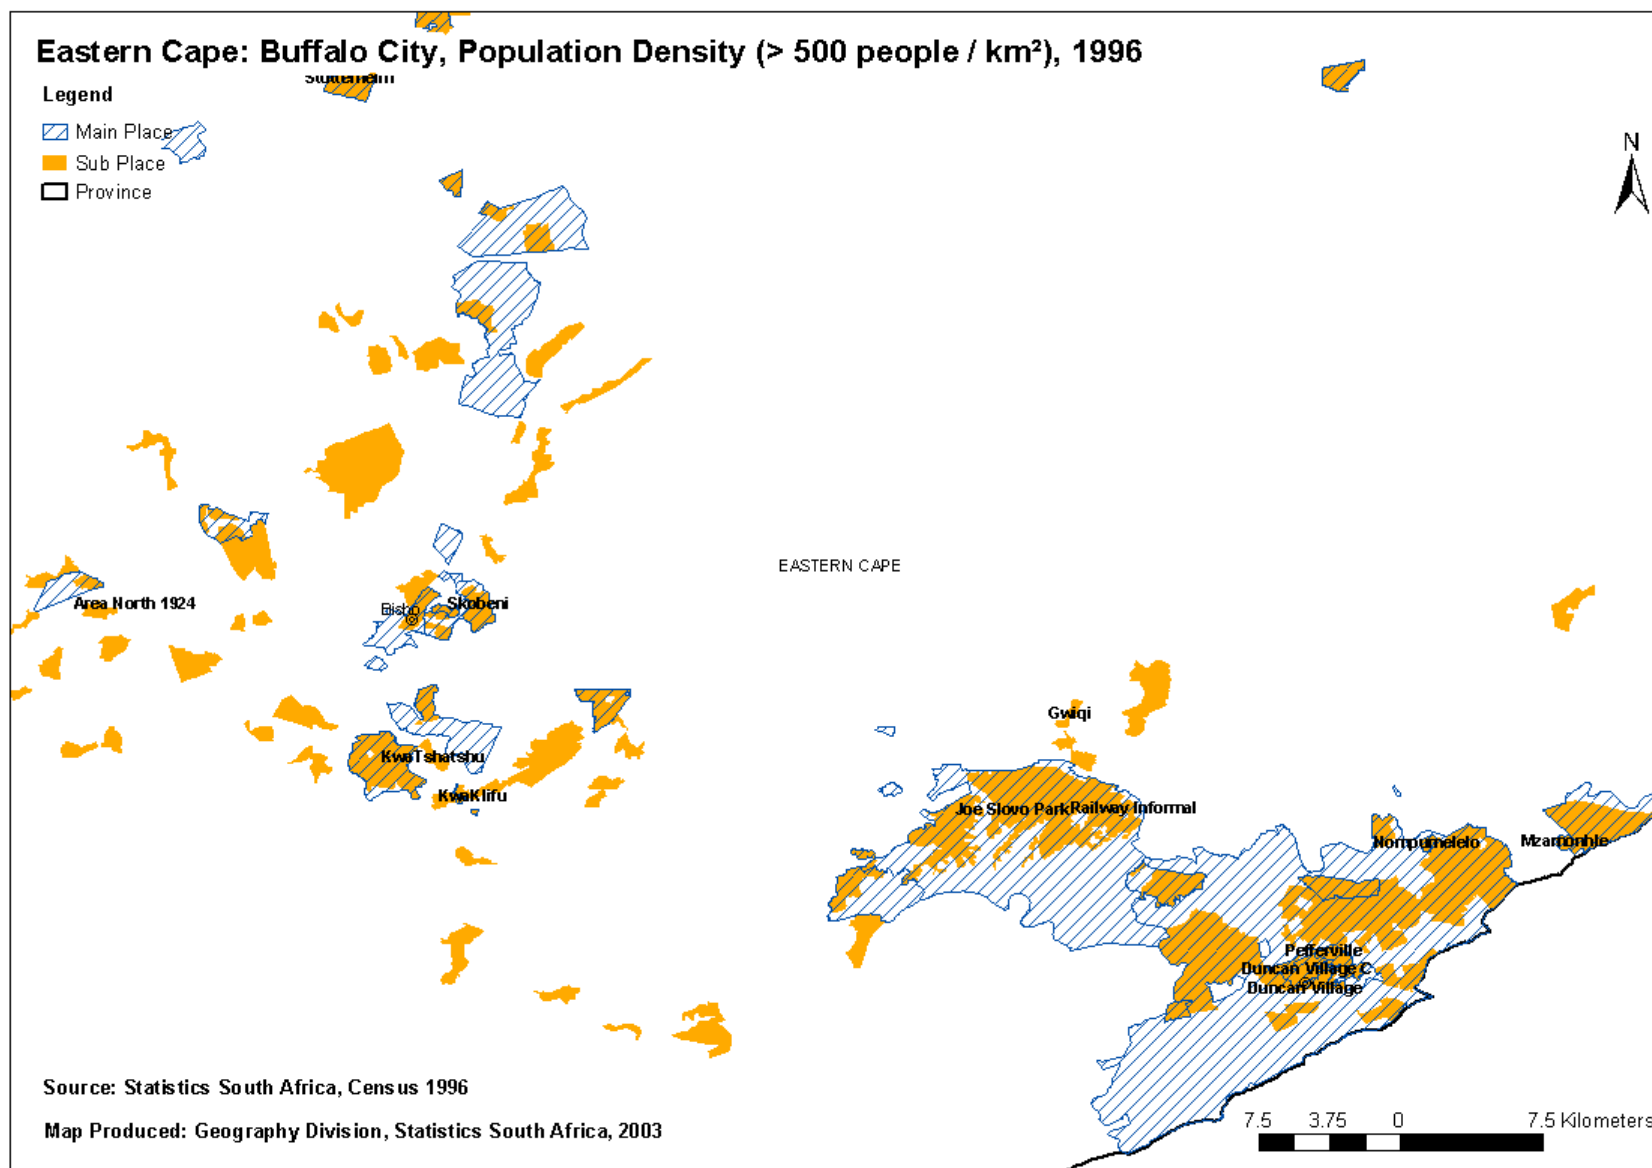 Eastern Cape: Buffalo City, Population Density (> 500 people / km²), 1996
Stutterheim
Legend
Main Place
Sub Place
Province
N
EASTERN CAPE
Area North 1924
Bisho
Skobeni
Gwiqi
KwaTshatshu
KwaKlifu
Joe Slovo Park
Railway Informal
Nompumelelo
Mzamomhle
Pefferville
Duncan Village C
Duncan Village
Source: Statistics South Africa, Census 1996
Map Produced: Geography Division, Statistics South Africa, 2003
7.5 3.75 0 7.5 Kilometers